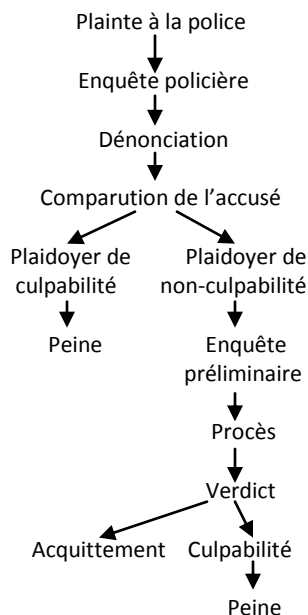 Plainte à la police
Enquête policière
Dénonciation
Comparution de l’accusé
Plaidoyer de
culpabilité
Plaidoyer de
non-culpabilité
Peine
Enquête
préliminaire
Procès
Verdict
Acquittement
Culpabilité
Peine